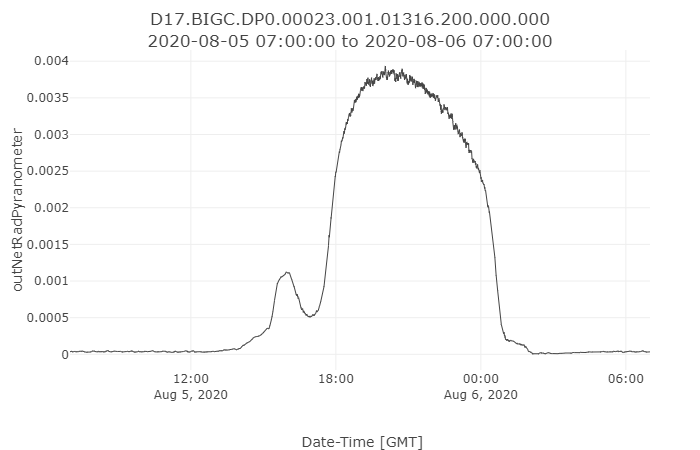 D17.BIGC.DP0.00023.001.01316.200.000.000
2020-08-05 07:00:00 to 2020-08-06 07:00:00
outNetRadPyranometer
0.004
0.0035
0.003
0.0025
0.002
0.0015
0.001
0.0005
0
12:00
Aug 5, 2020
18:00
00:00
Aug 6, 2020
06:00
Date-Time [GMT]